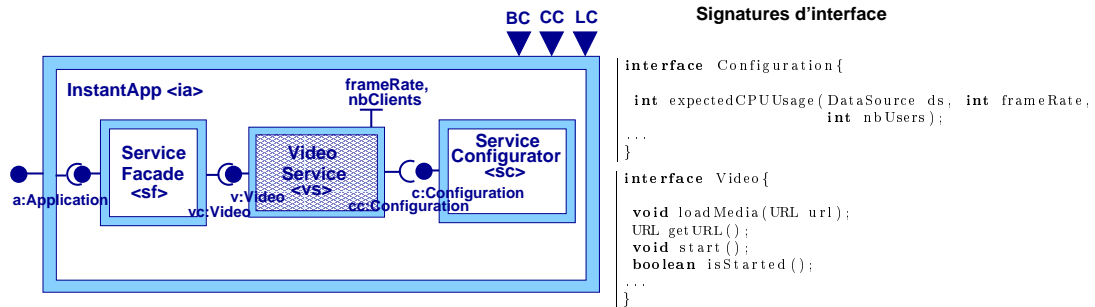 BC CC LC
Signatures d'interface
InstantApp <ia>
frameRate,
nbClients
Service
Facade
<sf>
Video
Service
<vs>
Service
Configurator
<sc>
a:Application
v:Video
vc:Video
c:Configuration
cc:Configuration
interface Configuration{
int expectedCPUUsage(DataSource ds, int frameRate,
int nbUsers);
...
}
interface Video{
void loadMedia(URL url);
URL getURL();
void start();
boolean isStarted();
...
}